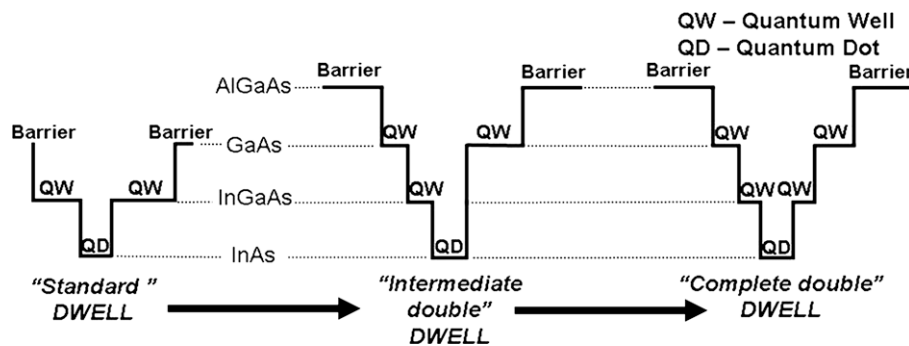 QW – Quantum Well
QD – Quantum Dot
Barrier
Barrier
Barrier
Barrier
AlGaAs
Barrier
Barrier
QW
QW
QW
QW
GaAs
QW
QW
QW
QW
QW
InGaAs
QD
QD
QD
InAs
"Standard "
DWELL
"Intermediate
double"
DWELL
"Complete double"
DWELL